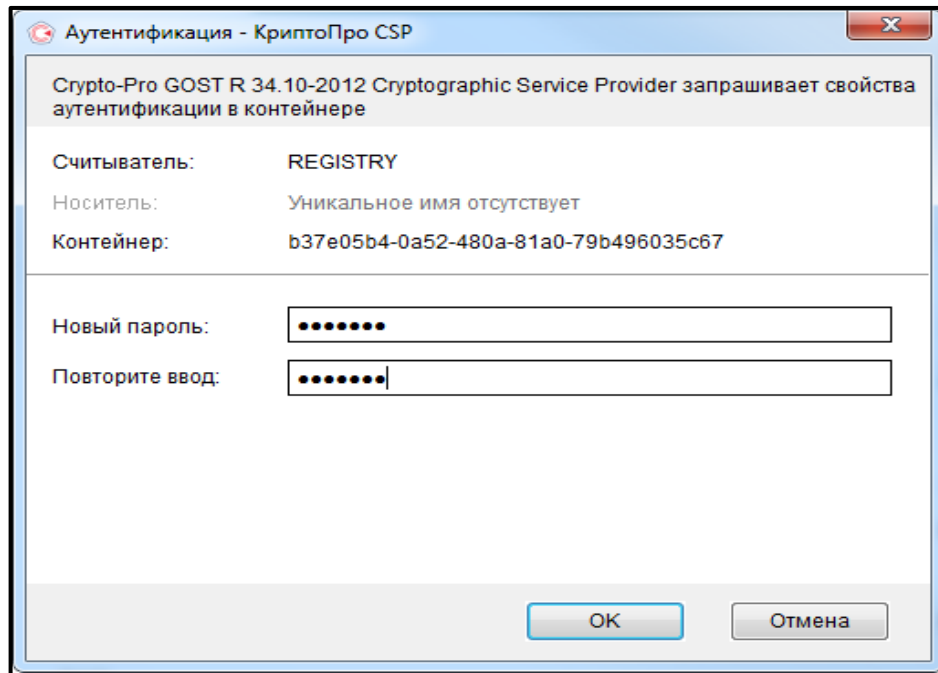 Аутентификация - КриптоПро CSP
Crypto-Pro GOST R 34.10-2012 Cryptographic Service Provider запрашивает свойства
аутентификации в контейнере
Считыватель: REGISTRY
Носитель: Уникальное имя отсутствует
Контейнер: b37e05b4-0a52-480a-81a0-79b496035c67
Новый пароль: •••••••
Повторите ввод: •••••••
OK Отмена